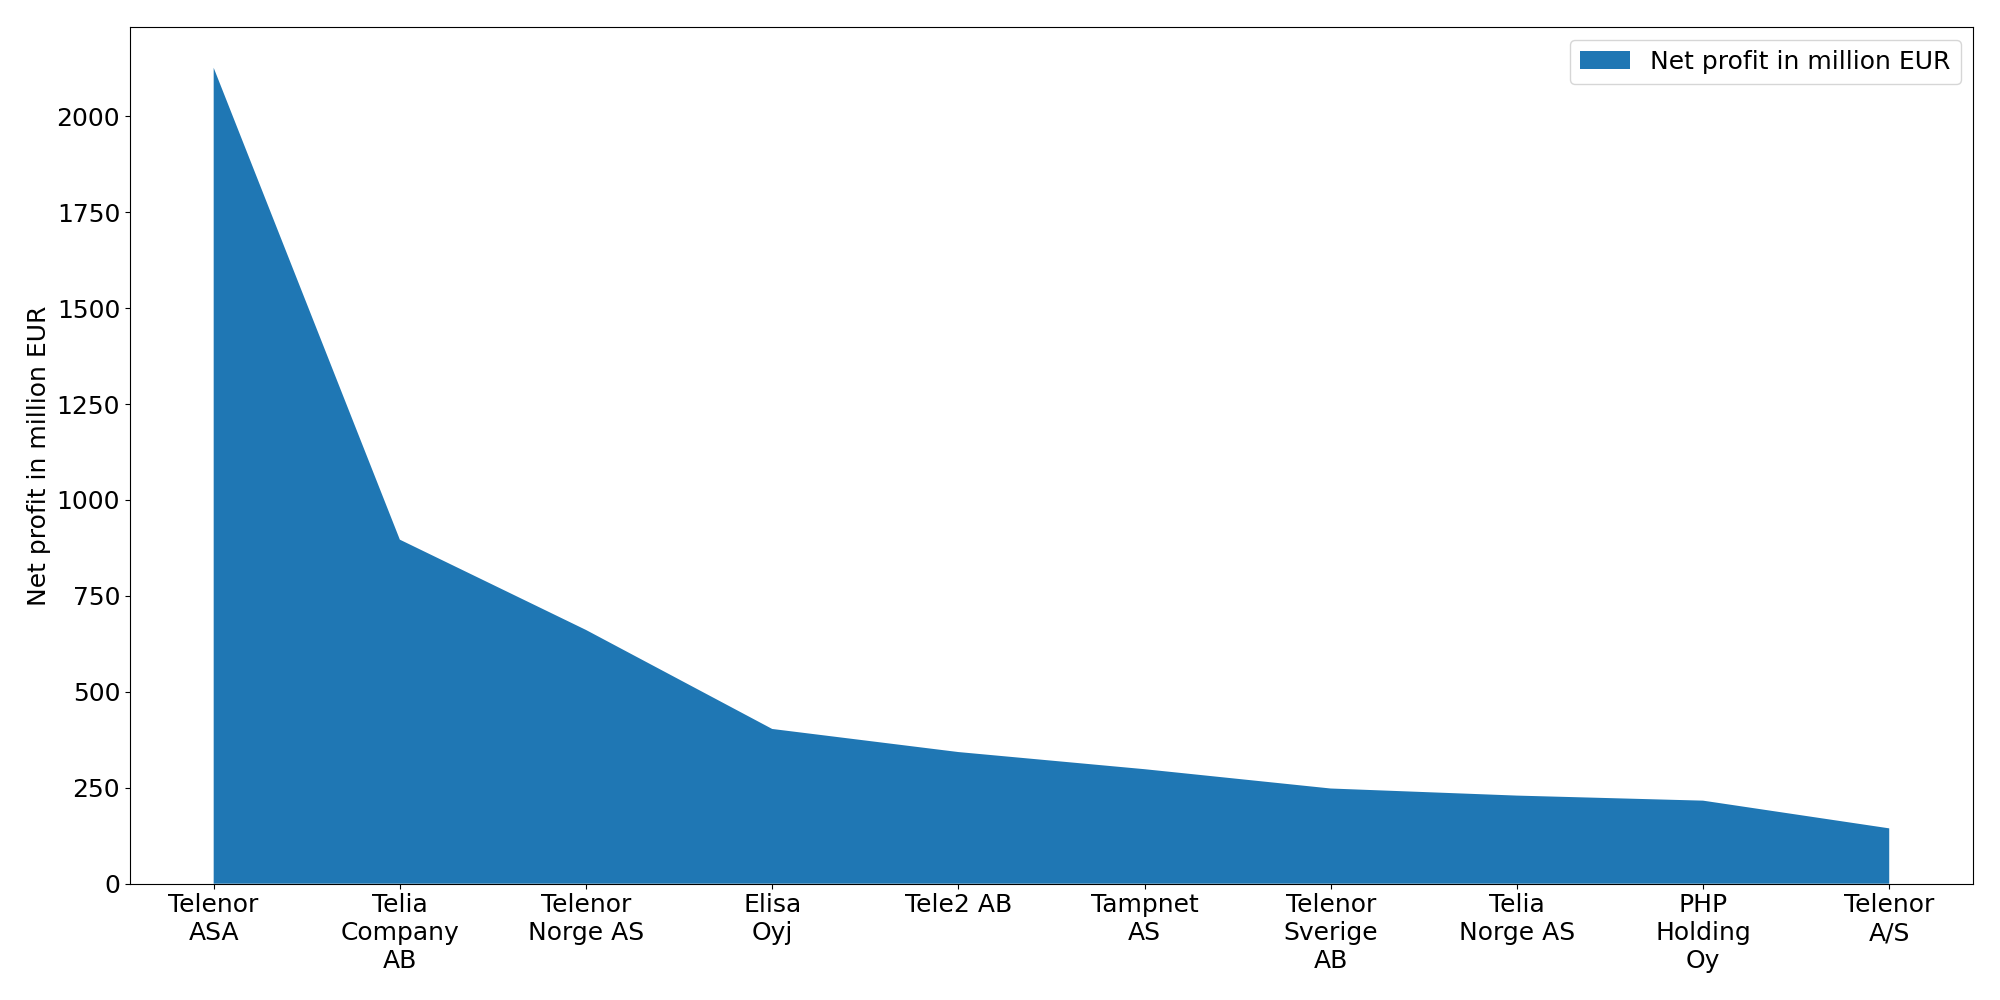 Net profit in million EUR
Net profit in million EUR
2000
1750
1500
1250
1000
750
500
250
0
Telenor
ASA
Telia
Company
AB
Telenor
Norge AS
Elisa
Oyj
Tele2 AB
Tampnet
AS
Telenor
Sverige
AB
Telia
Norge AS
PHP
Holding
Oy
Telenor
A/S